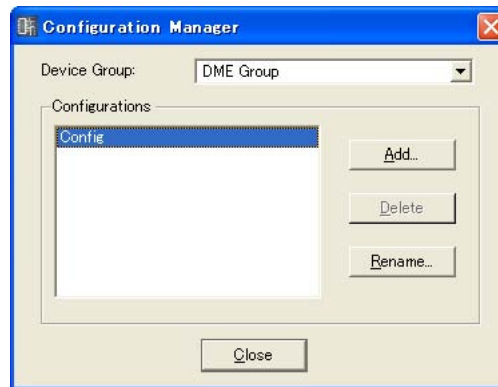 Configuration Manager
Device Group:
DME Group
Configurations
Config
Add...
Delete
Rename...
Close